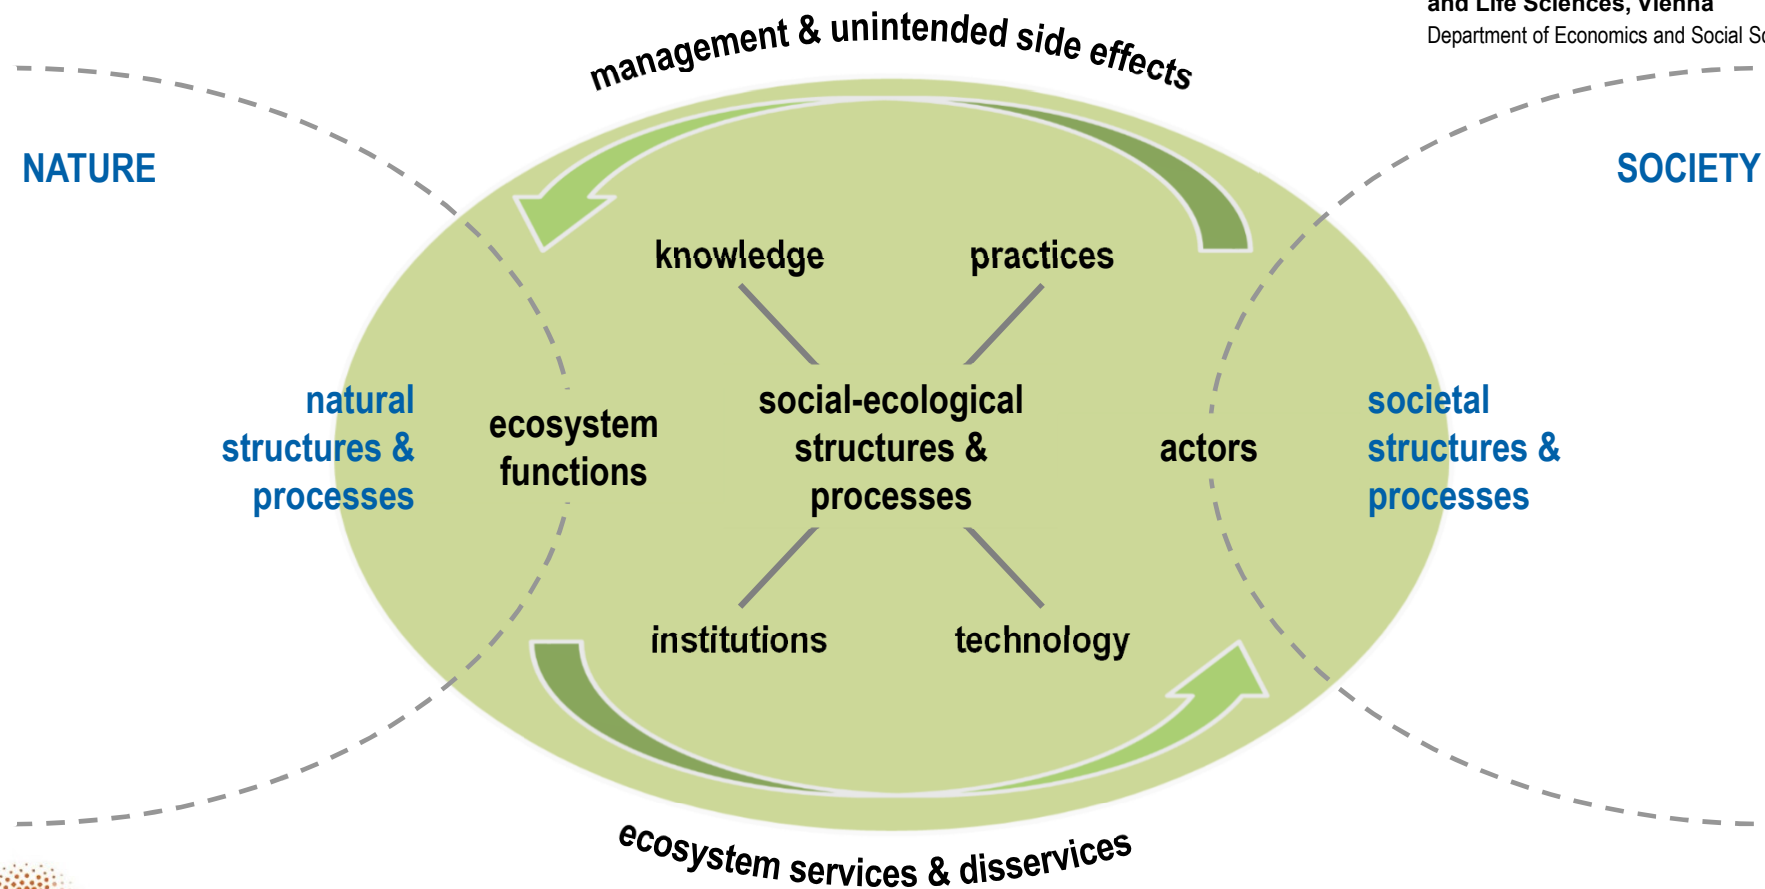 and Life Sciences, Vienna
Department of Economics and Social
management & unintended side effects
NATURE
SOCIETY
knowledge
practices
natural
structures &
processes
ecosystem
functions
social-ecological
structures &
processes
actors
societal
structures &
processes
institutions
technology
ecosystem services & disservices